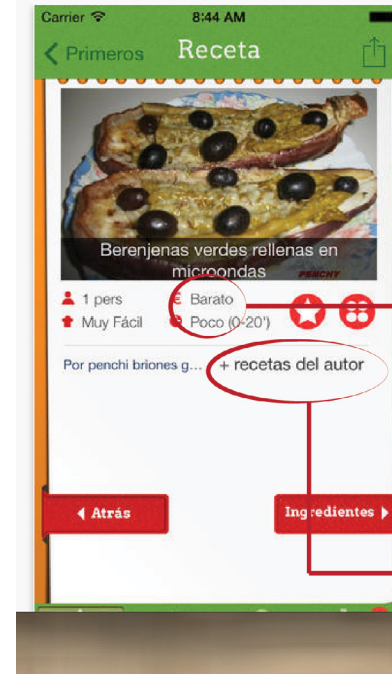 Carrier 8:44 AM
Primeros Receta
Berenjenas verdes rellenas en
microondas
PENCHY
1 pers € Barato
Muy Fácil Poco (0-20')
Por penchi briones g... + recetas del autor
Atrás Ingredientes